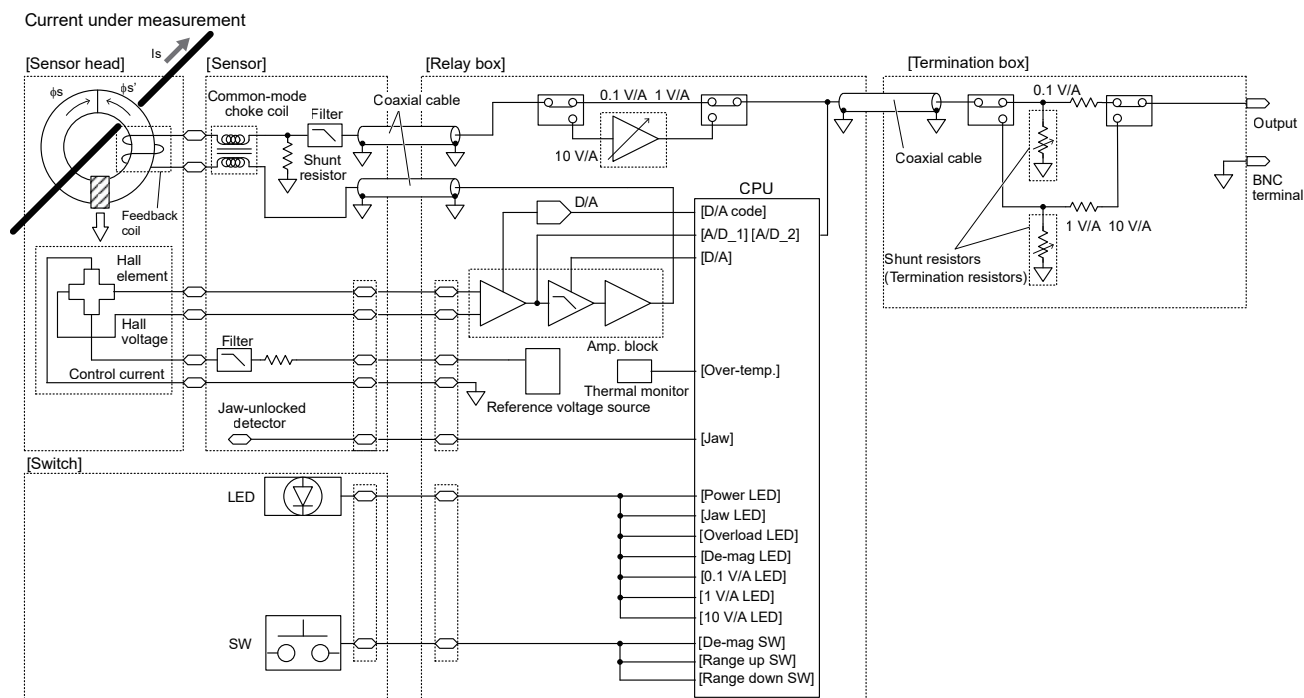 Current under measurement
Is
[Sensor head]
[Sensor]
[Relay box]
[Termination box]
ϕs
ϕs'
Common-mode
choke coil
Filter
Coaxial cable
0.1 V/A 1 V/A
0.1 V/A
Output
Shunt
resistor
10 V/A
Coaxial cable
BNC
terminal
Feedback
coil
D/A
CPU
[D/A code]
[A/D_1] [A/D_2]
[D/A]
1 V/A 10 V/A
Shunt resistors
(Termination resistors)
Hall
element
Hall
voltage
Filter
Amp. block
Control current
Thermal monitor
[Over-temp.]
Reference voltage source
Jaw-unlocked
detector
[Jaw]
[Switch]
LED
[Power LED]
[Jaw LED]
[Overload LED]
[De-mag LED]
[0.1 V/A LED]
[1 V/A LED]
[10 V/A LED]
SW
[De-mag SW]
[Range up SW]
[Range down SW]